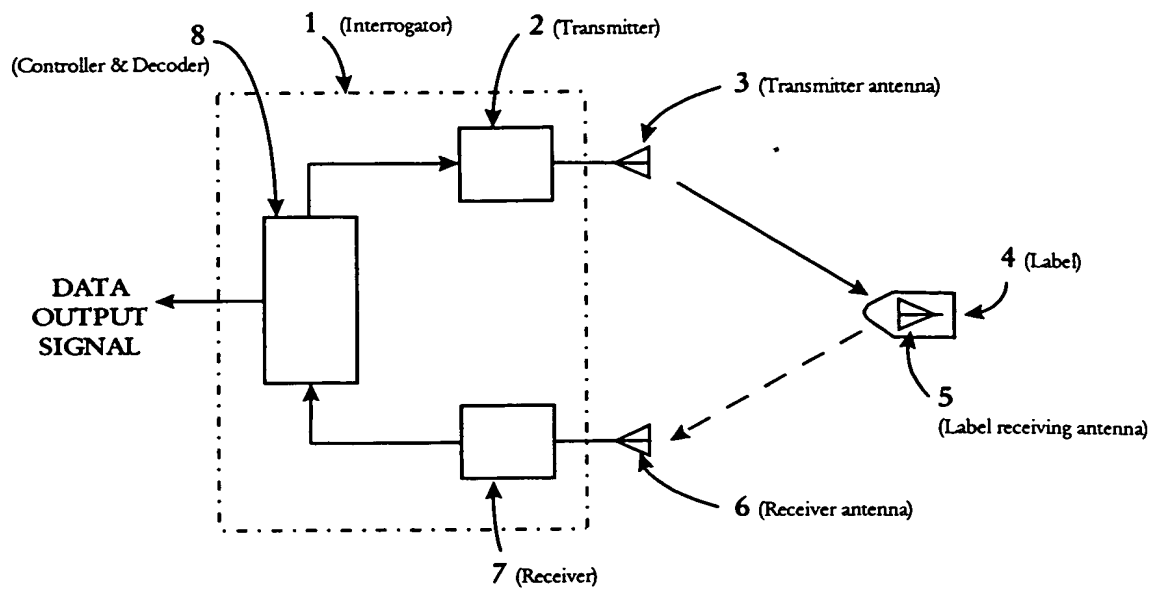 1 (Interrogator)
2 (Transmitter)
8
(Controller & Decoder)
3 (Transmitter antenna)
4 (Label)
DATA
OUTPUT
SIGNAL
5
(Label receiving antenna)
6 (Receiver antenna)
7 (Receiver)